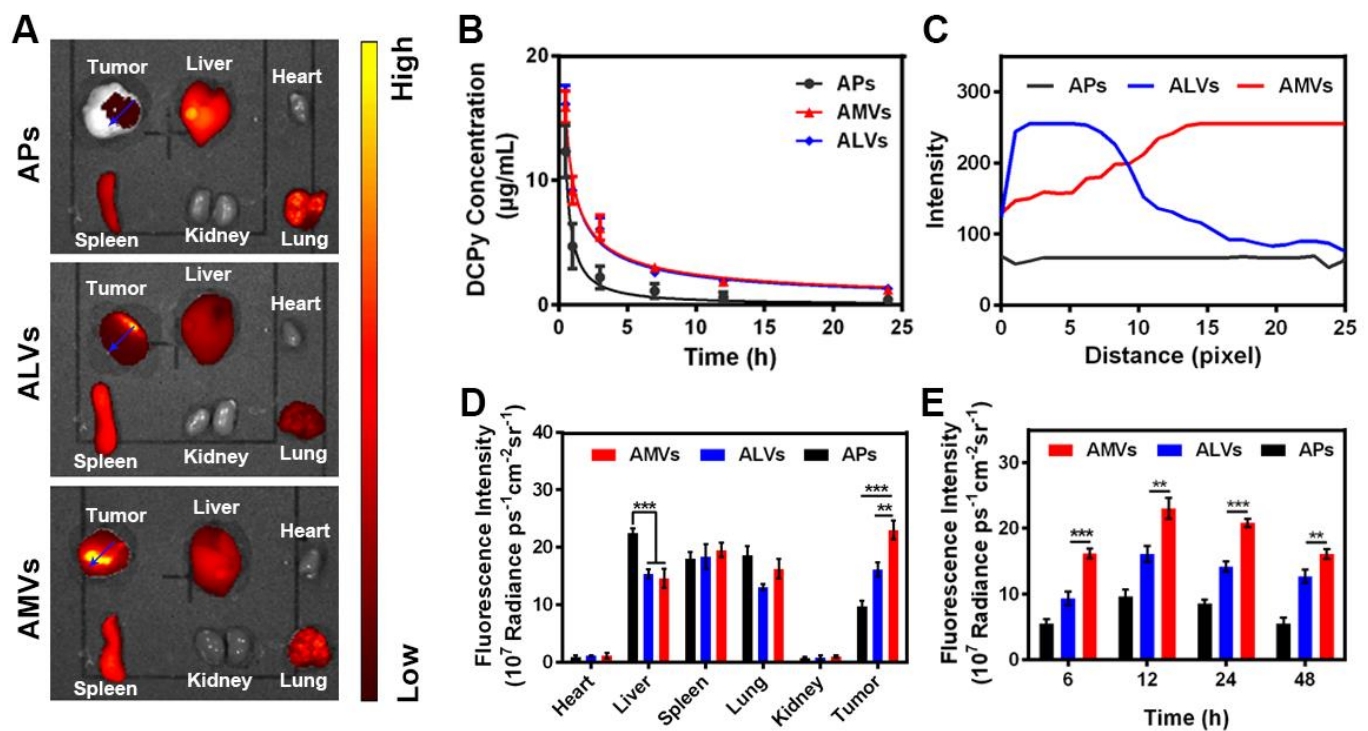 A
APs
Tumor
Liver
Heart
Spleen
Kidney
Lung
ALVs
Tumor
Liver
Heart
Spleen
Kidney
Lung
AMVs
Tumor
Liver
Heart
Spleen
Kidney
Lung
High
Low
B
DCPy Concentration
(μg/mL)
20
10
0
APs
AMVs
ALVs
0 5 10 15 20 25
Time (h)
C
Intensity
300
200
100
0
APs ALVs AMVs
0 5 10 15 20 25
Distance (pixel)
D
Fluorescence Intensity
(10⁷ Radiance ps⁻¹cm⁻²sr⁻¹)
40
30
20
10
0
AMVs ALVs APs
***
***
**
Heart Liver Spleen Lung Kidney Tumor
E
Fluorescence Intensity
(10⁷ Radiance ps⁻¹cm⁻²sr⁻¹)
30
20
10
0
AMVs ALVs APs
***
**
***
**
6 12 24 48
Time (h)